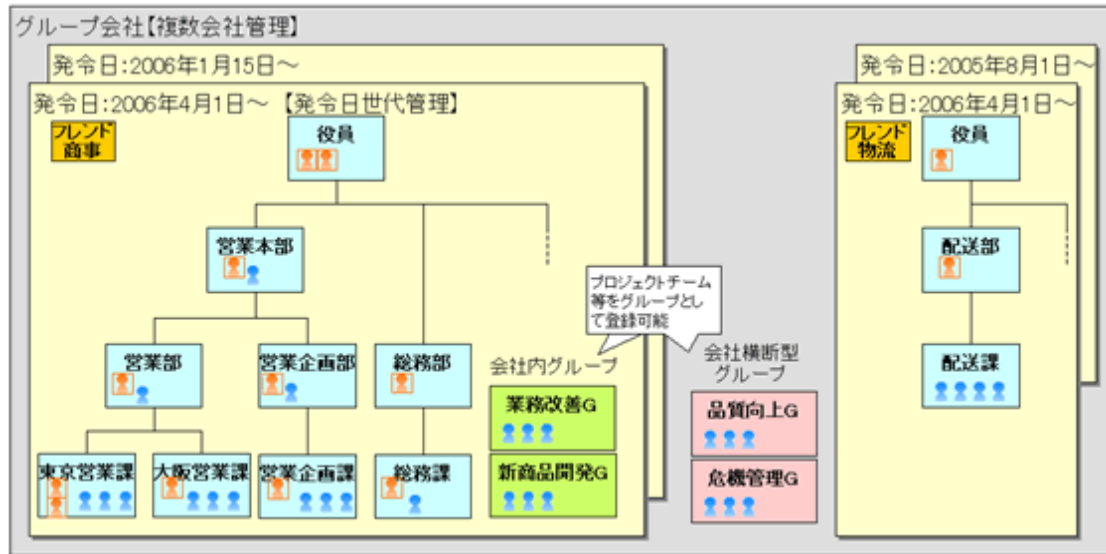 グループ会社【複数会社管理】
発令日：2006年1月15日～
発令日：2006年4月1日～ 【発令日世代管理】
フレンド
商事
役員
営業本部
営業部
営業企画部
総務部
東京営業課
大阪営業課
営業企画課
総務課
プロジェクトチーム
等をグループとし
て登録可能
会社内グループ
業務改善G
新商品開発G
会社横断型
グループ
品質向上G
危機管理G
発令日：2005年8月1日～
発令日：2006年4月1日～
フレンド
物流
役員
配送部
配送課